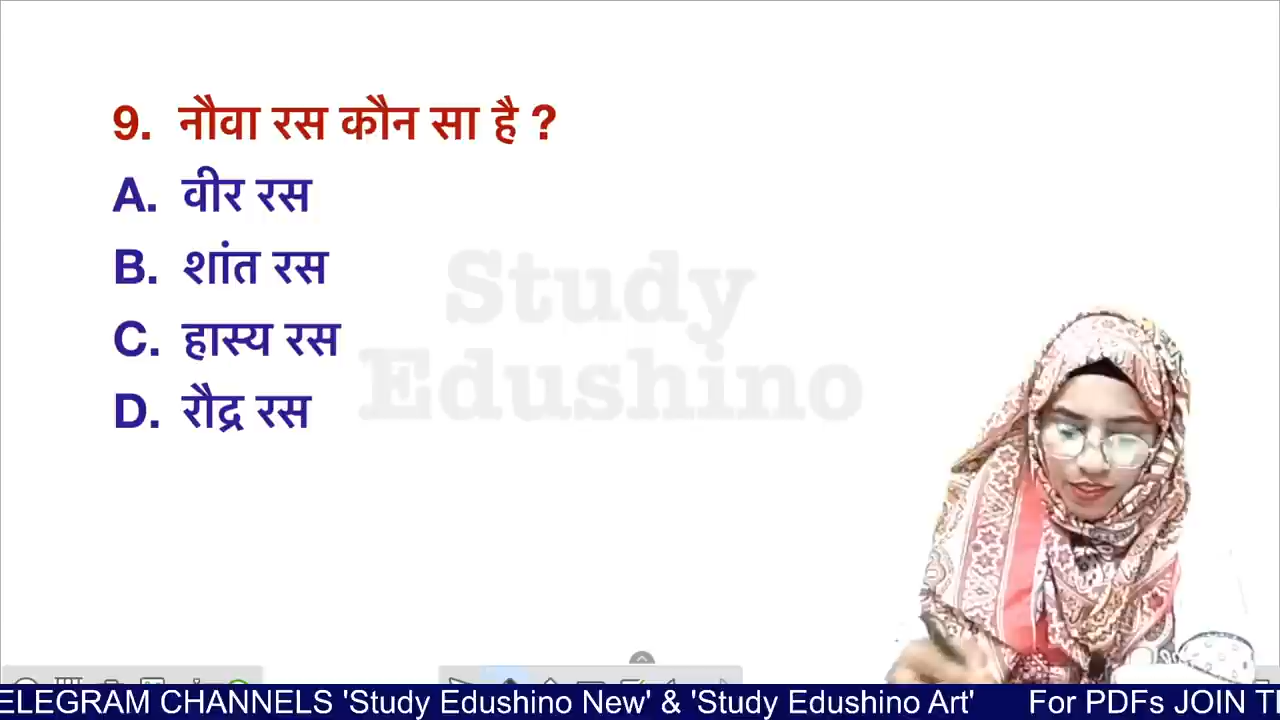 9. नौवा रस कौन सा है ?
A. वीर रस
B. शांत रस
C. हास्य रस
D. रौद्र रस
Study
Edushino
ELEGRAM CHANNELS 'Study Edushino New' & 'Study Edushino Art' For PDFs JOIN T